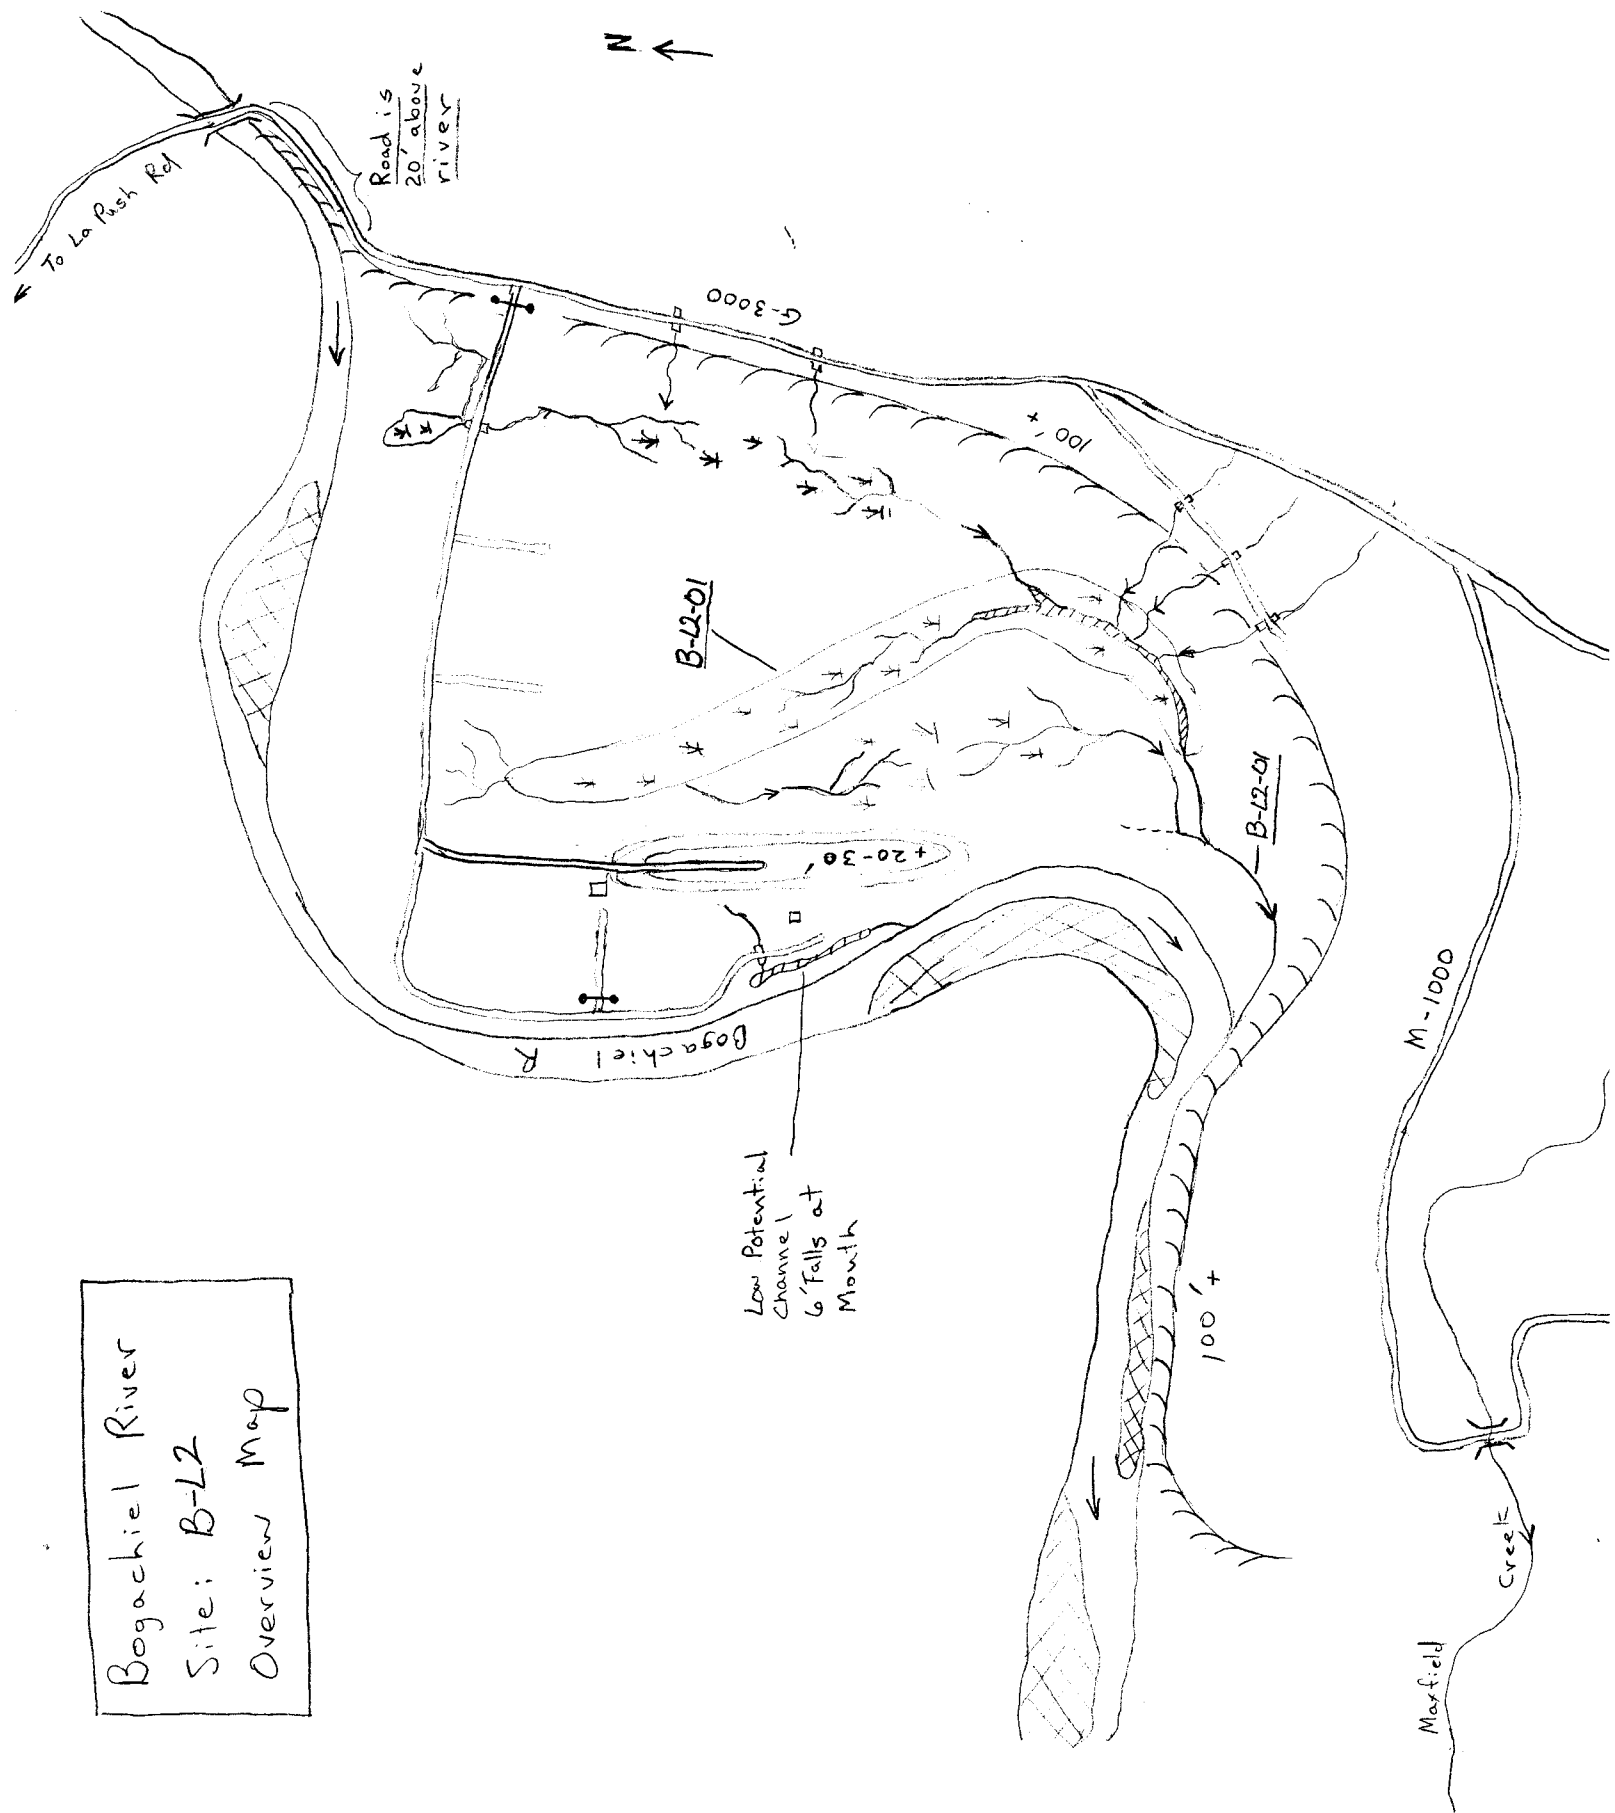 Bogachiel River
Site: B-L2
Overview Map
N
To La Push Rd
Road is
20' above
river
G-3000
100'+
B-L2-01
+20-30'
B-L2-01
Bogachiel R
Low Potential
Channel
6' Falls at
Mouth
100'+
M-1000
Maxfield Creek